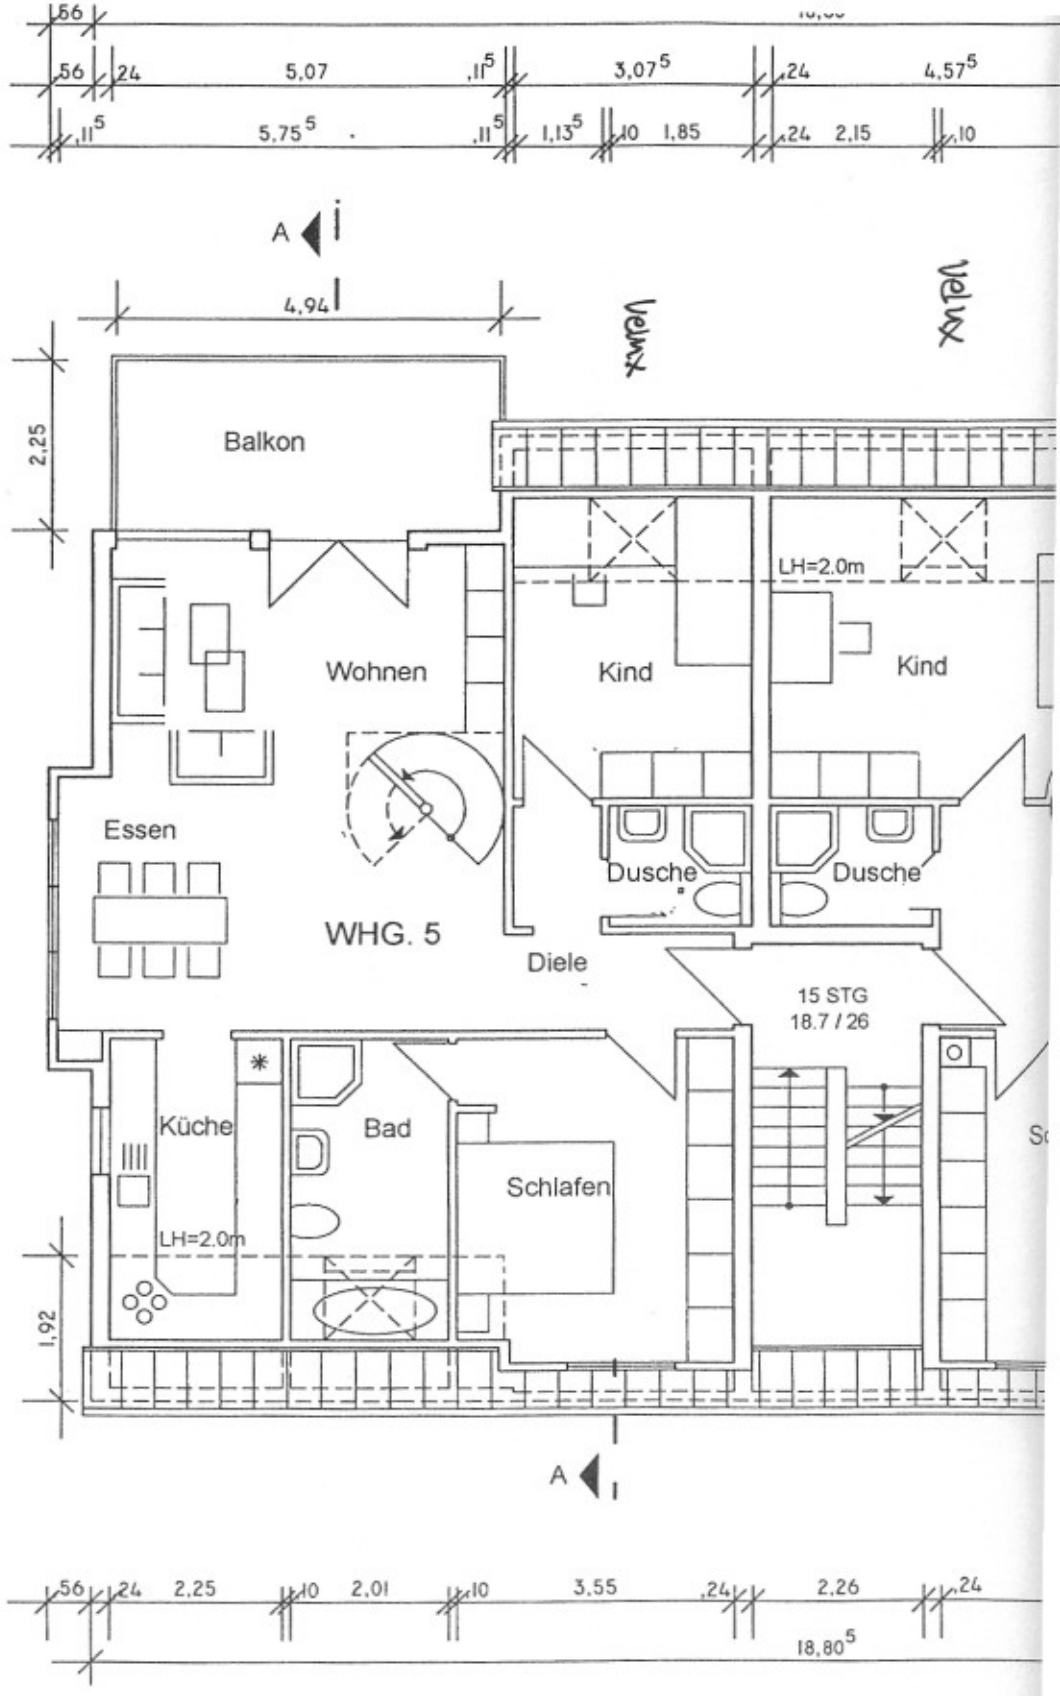 ,56
,56 ,24 5,07 ,11⁵ 3,07⁵ ,24 4,57⁵
,11⁵ 5.75⁵ ,11⁵ 1,13⁵ ,10 1,85 ,24 2,15 ,10
A
4,94
Velux
Velux
2,25
Balkon
LH=2.0m
Wohnen
Kind
Kind
Essen
Dusche
Dusche
WHG. 5
Diele
15 STG
18.7 / 26
Küche
Bad
Schlafen
LH=2.0m
1,92
A
,56 ,24 2,25 ,10 2,01 ,10 3,55 ,24 2,26 ,24
18,80⁵